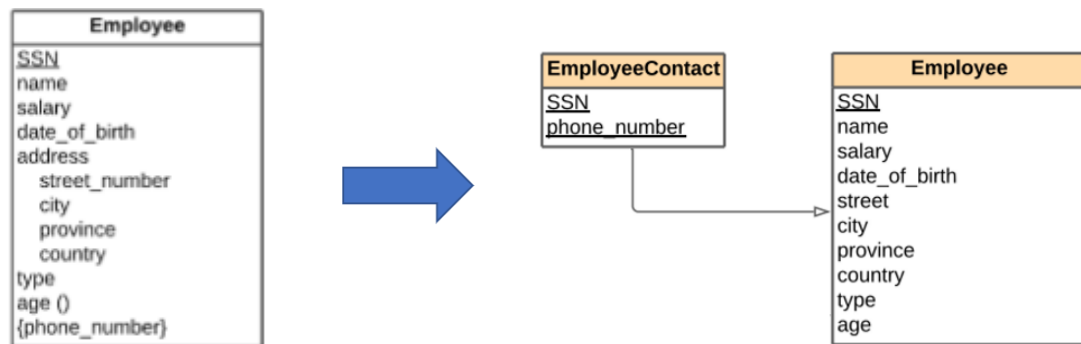 Employee
SSN
name
salary
date_of_birth
address
street_number
city
province
country
type
age ()
{phone_number}
EmployeeContact
SSN
phone_number
Employee
SSN
name
salary
date_of_birth
street
city
province
country
type
age